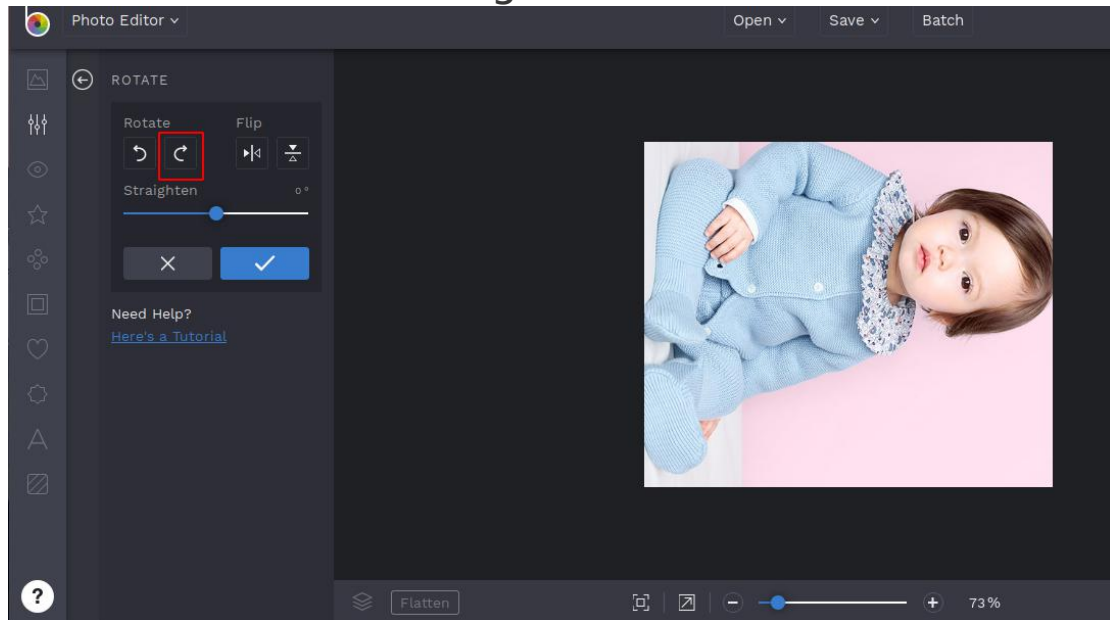 Photo Editor
Open
Save
Batch
ROTATE
Rotate
Flip
Straighten
0°
Need Help?
Here's a Tutorial
A
?
Flatten
73%